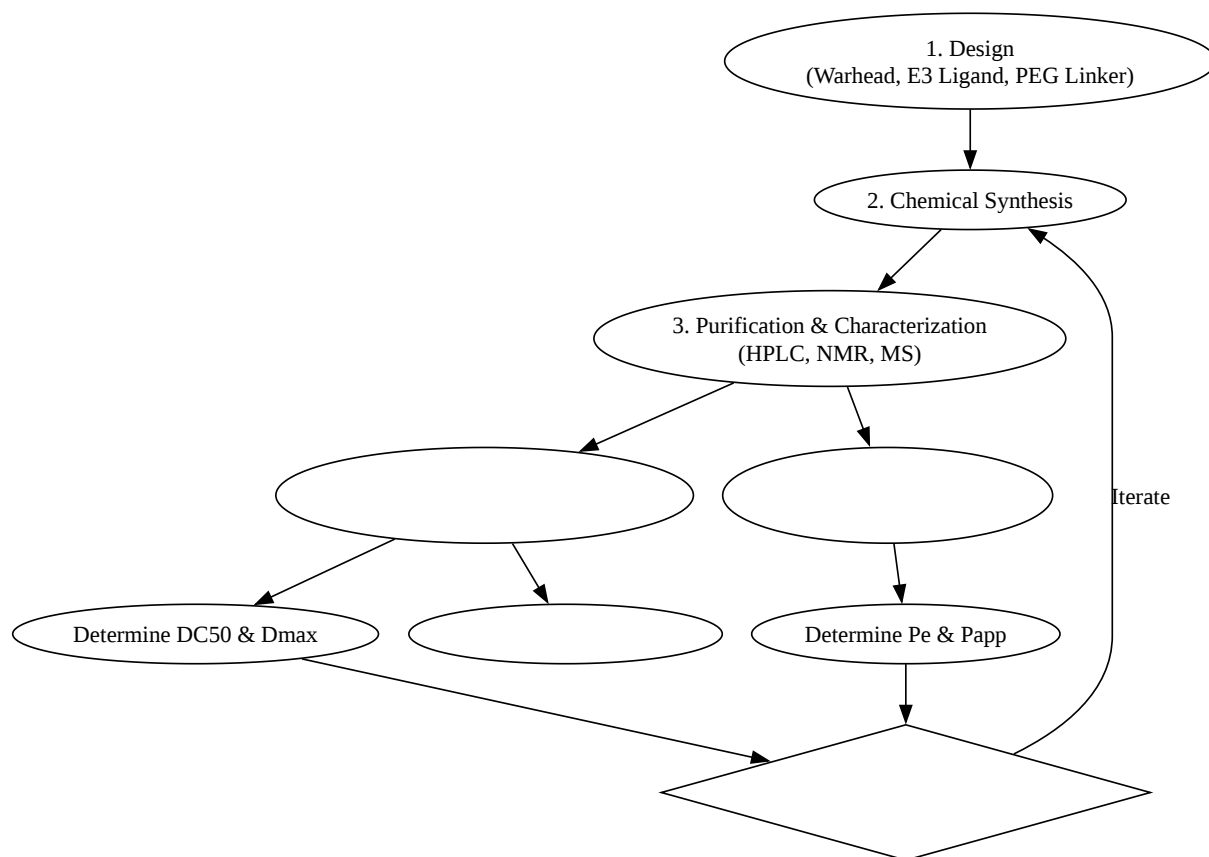 1. Design
(Warhead, E3 Ligand, PEG Linker)
2. Chemical Synthesis
3. Purification & Characterization
(HPLC, NMR, MS)
Iterate
Determine DC50 & Dmax
Determine Pe & Papp